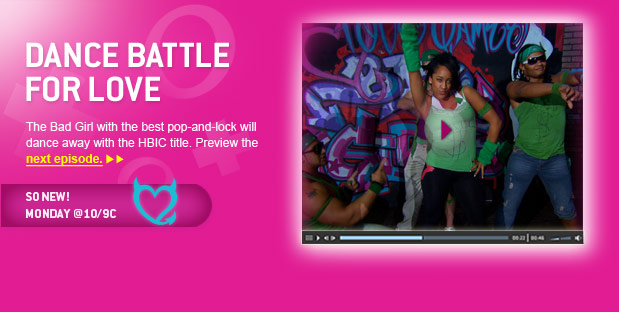 DANCE BATTLE
FOR LOVE
The Bad Girl with the best pop-and-lock will
dance away with the HBIC title. Preview the
next episode.
SO NEW!
MONDAY @10/9C
00:22
00:46